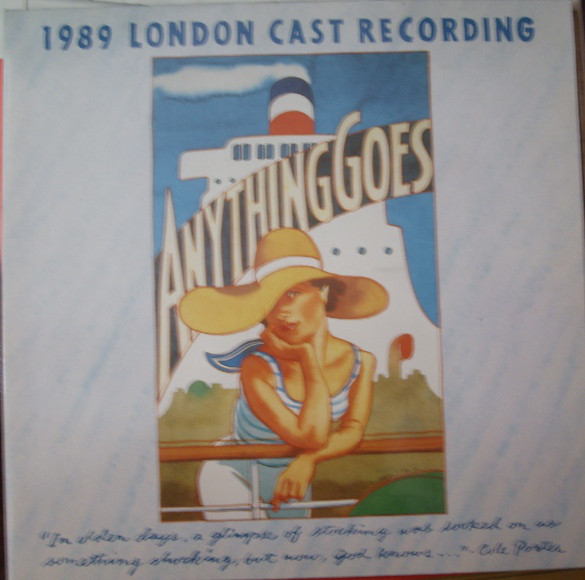 1989 LONDON CAST RECORDING
ANYTHING GOES
"In olden days, a glimpse of stocking was looked on as
something shocking, but now, god knows..." - Cole Porter